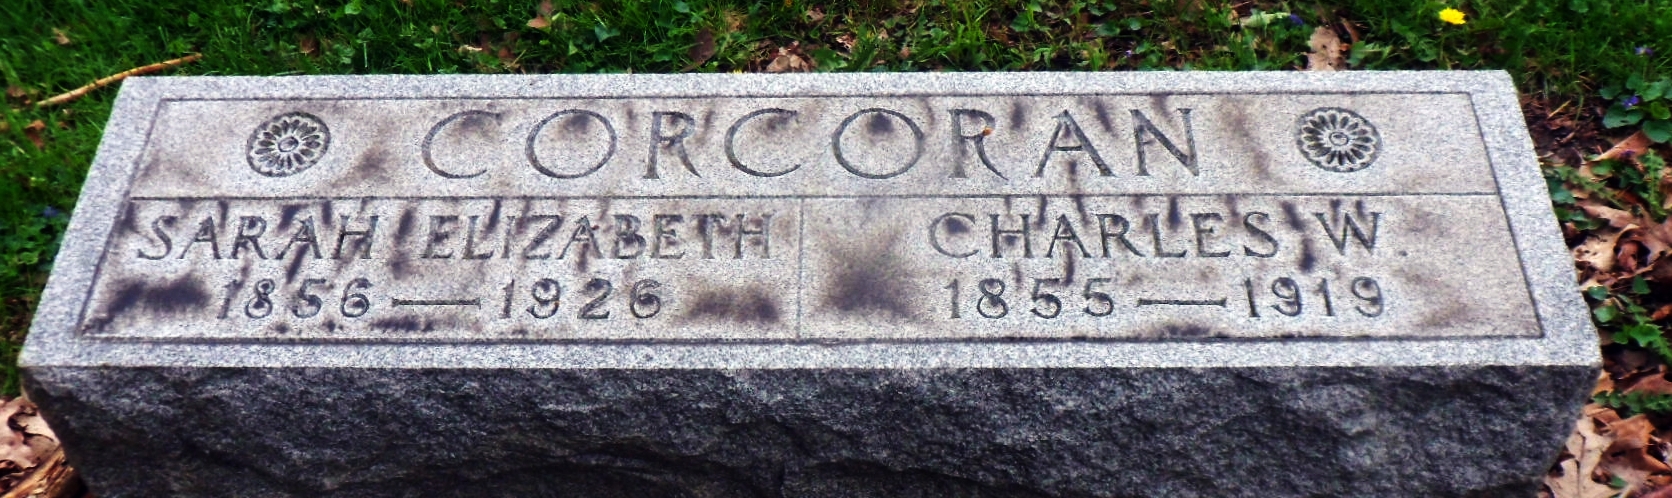 CORCORAN
SARAH ELIZABETH
1856 — 1926
CHARLES W.
1855 — 1919